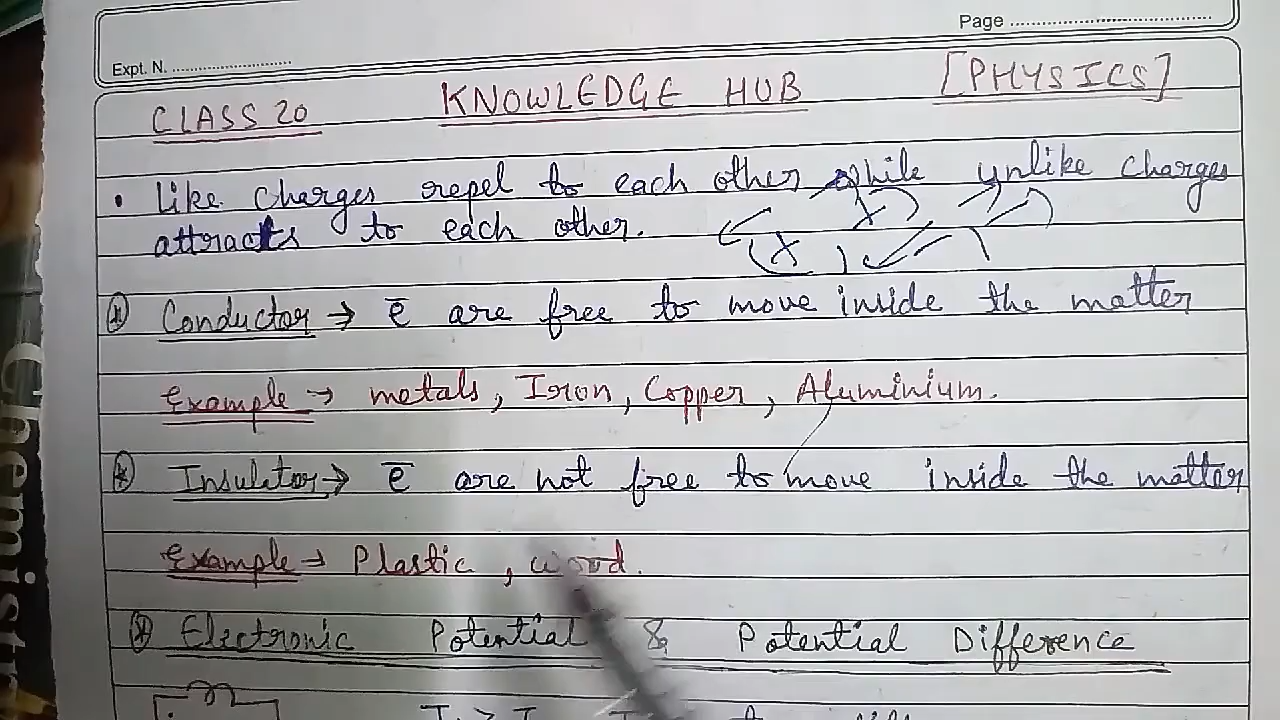 Page
Expt. N.
CLASS 20 KNOWLEDGE HUB [PHYSICS]
• Like charges repel to each other while unlike charges
attracts to each other.
Conductor → e̅ are free to move inside the matter
Example → metals, Iron, Copper, Aluminium.
Insulator → e̅ are not free to move inside the matter
Example → Plastic, wood.
Electronic Potential & Potential Difference
Chemistr